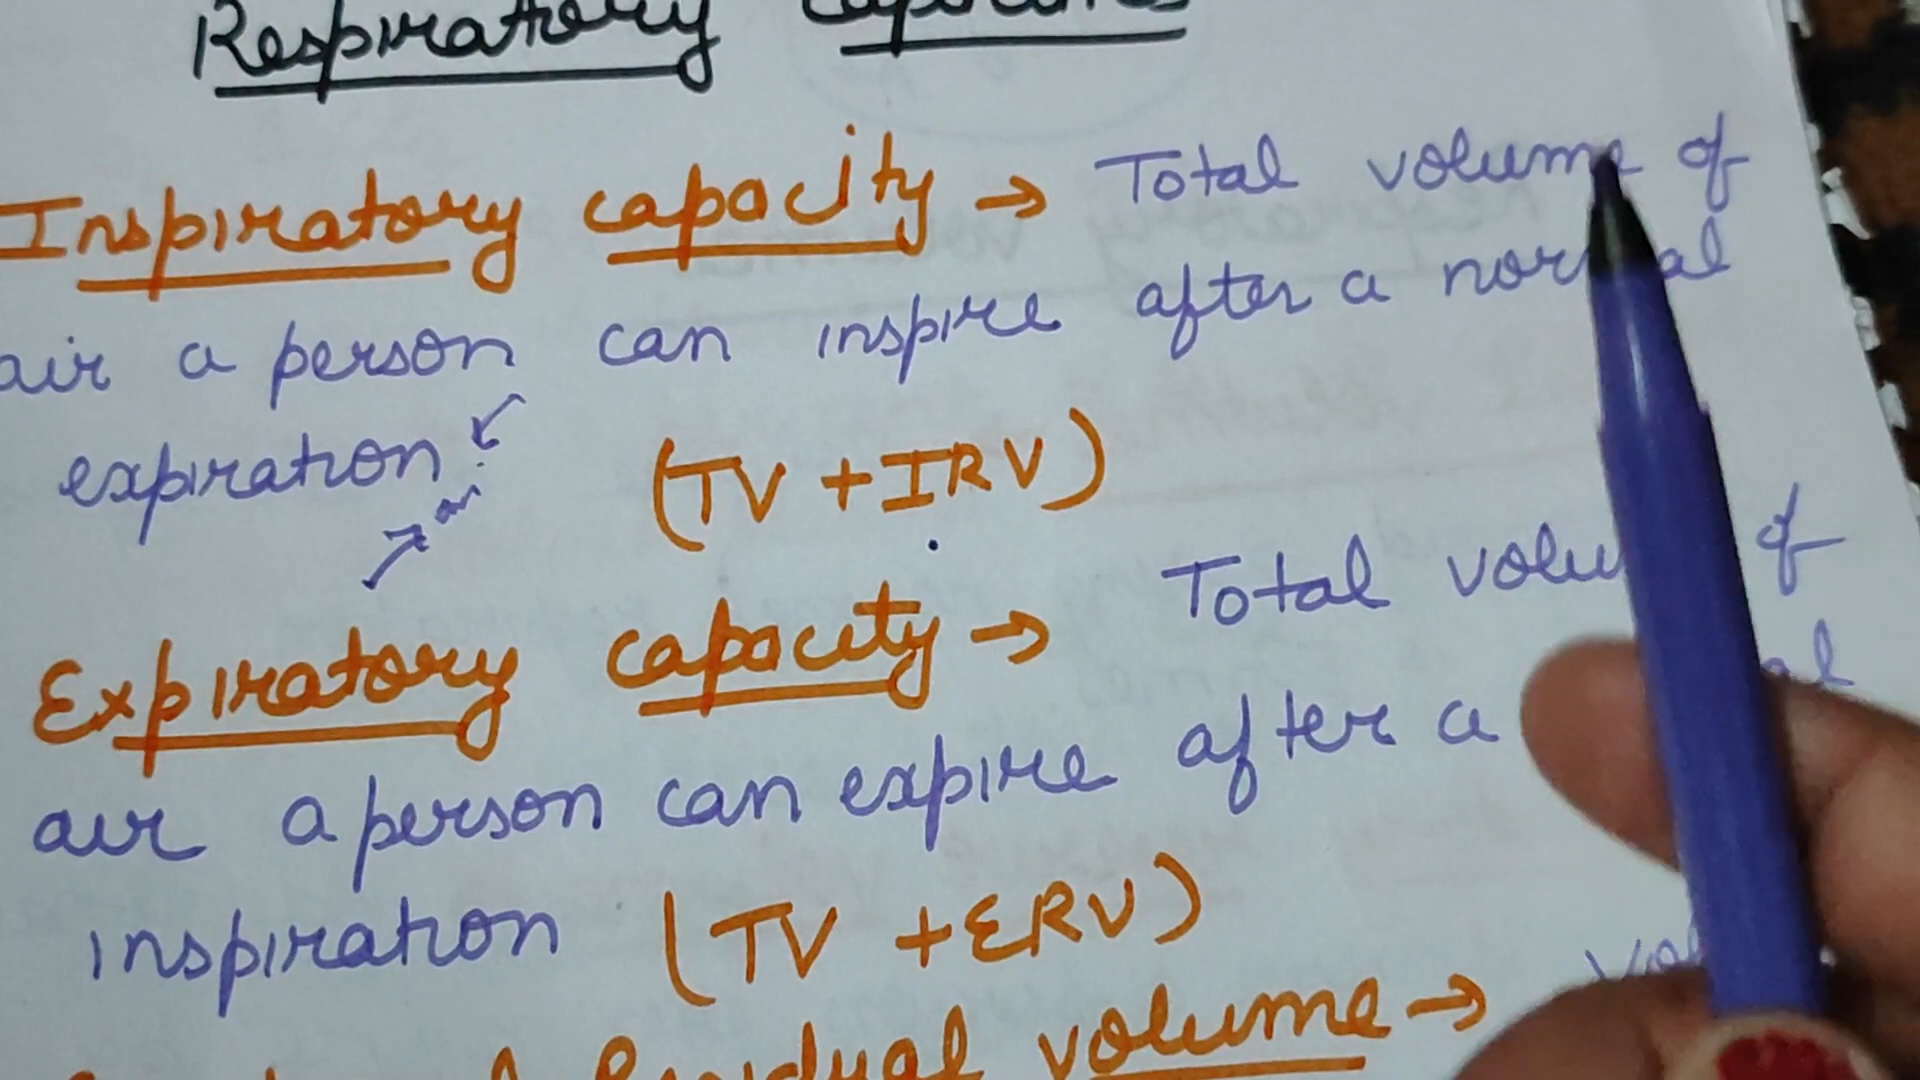 Respiratory
Inspiratory capacity → Total volume of
air a person can inspire after a normal
expiration
(TV + IRV)
Expiratory capacity → Total of
air a person can expire after a
inspiration (TV + ERV)
Residual volume →